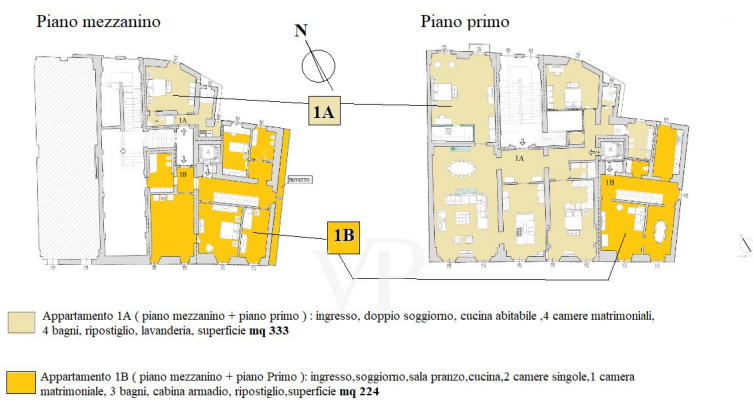 Piano mezzanino
Piano primo
N
1A
1A
1A
A
A
1B
1B
terrazzo
1B
VP
Appartamento 1A ( piano mezzanino + piano primo ) : ingresso, doppio soggiorno, cucina abitabile ,4 camere matrimoniali,
4 bagni, ripostiglio, lavanderia, superficie mq 333
Appartamento 1B ( piano mezzanino + piano Primo ): ingresso,soggiorno,sala pranzo,cucina,2 camere singole,1 camera
matrimoniale, 3 bagni, cabina armadio, ripostiglio,superficie mq 224